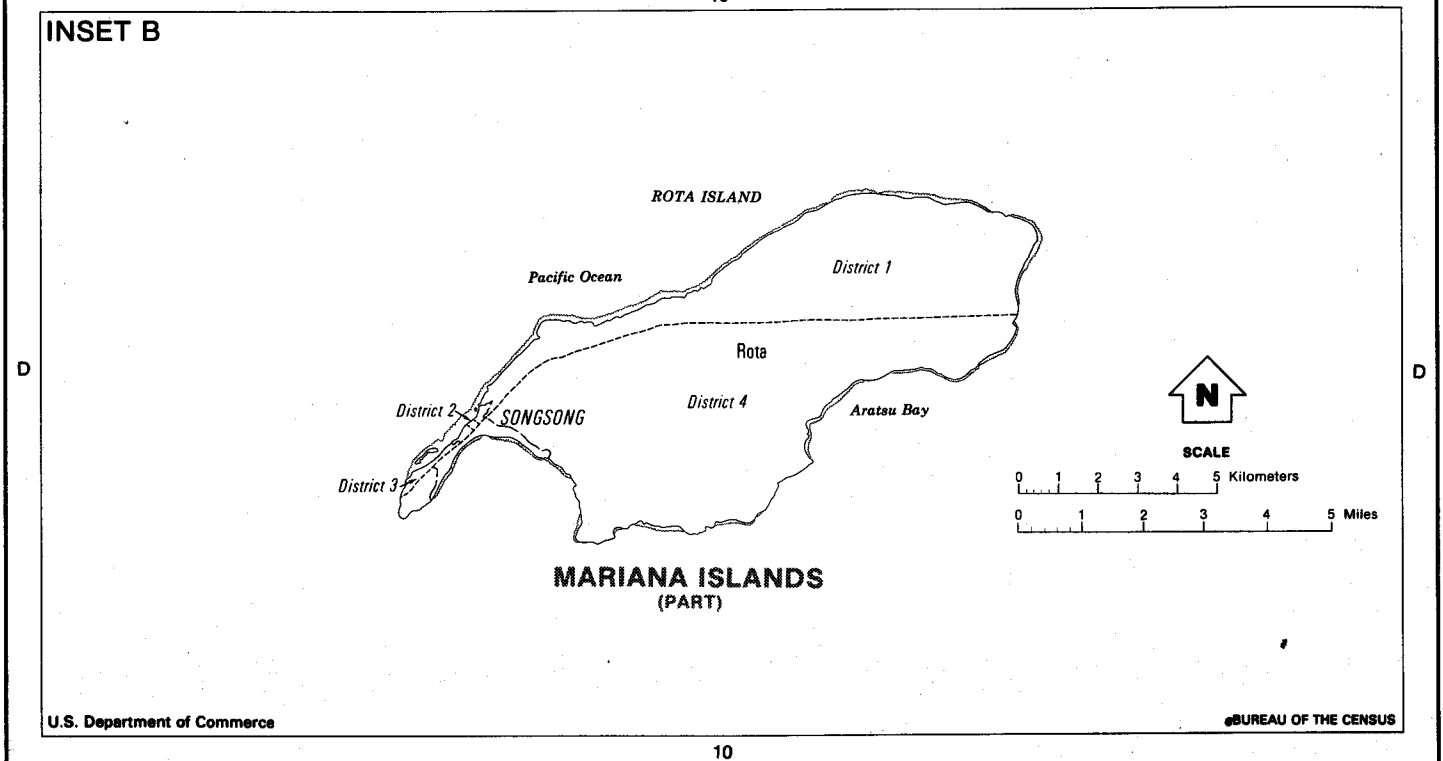 INSET B
ROTA ISLAND
Pacific Ocean
District 1
Rota
D
D
District 2
SONGSONG
District 4
Aratsu Bay
N
District 3
SCALE
0 1 2 3 4 5 Kilometers
0 1 2 3 4 5 Miles
MARIANA ISLANDS
(PART)
U.S. Department of Commerce
BUREAU OF THE CENSUS
10